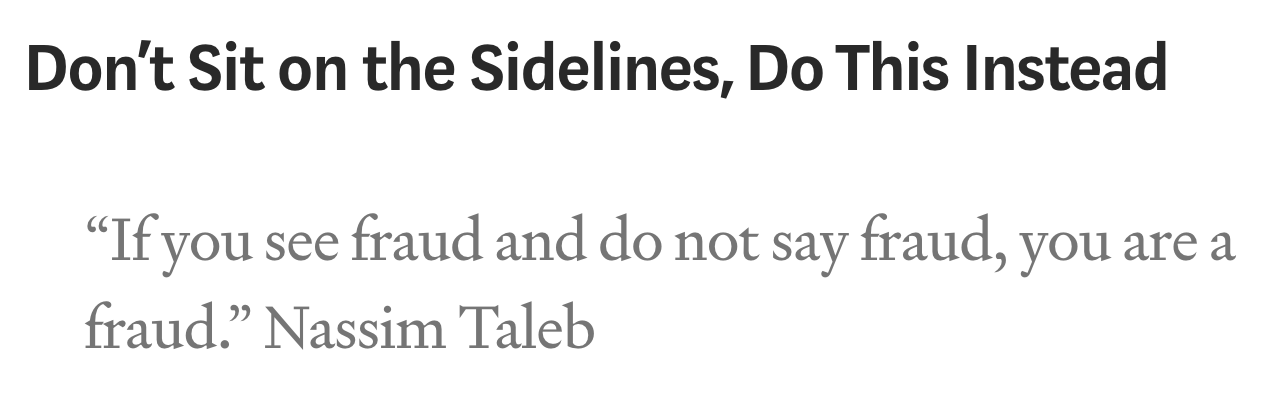 Don’t Sit on the Sidelines, Do This Instead
“If you see fraud and do not say fraud, you are a
fraud.” Nassim Taleb